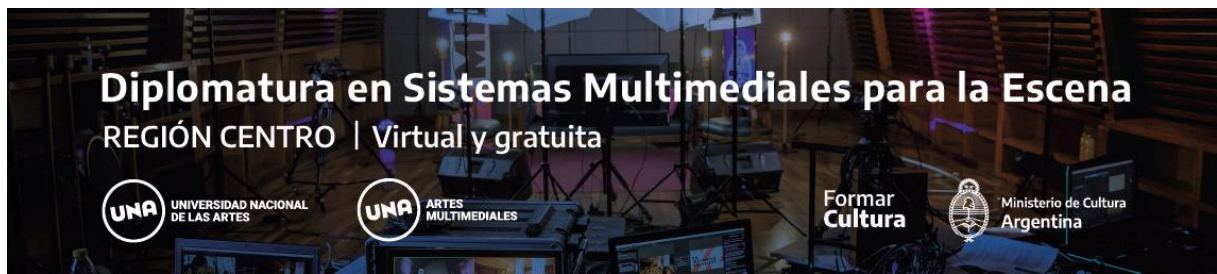 Diplomatura en Sistemas Multimediales para la Escena
REGIÓN CENTRO | Virtual y gratuita
UNA
UNIVERSIDAD NACIONAL
DE LAS ARTES
UNA
ARTES
MULTIMEDIALES
Formar
Cultura
Ministerio de Cultura
Argentina